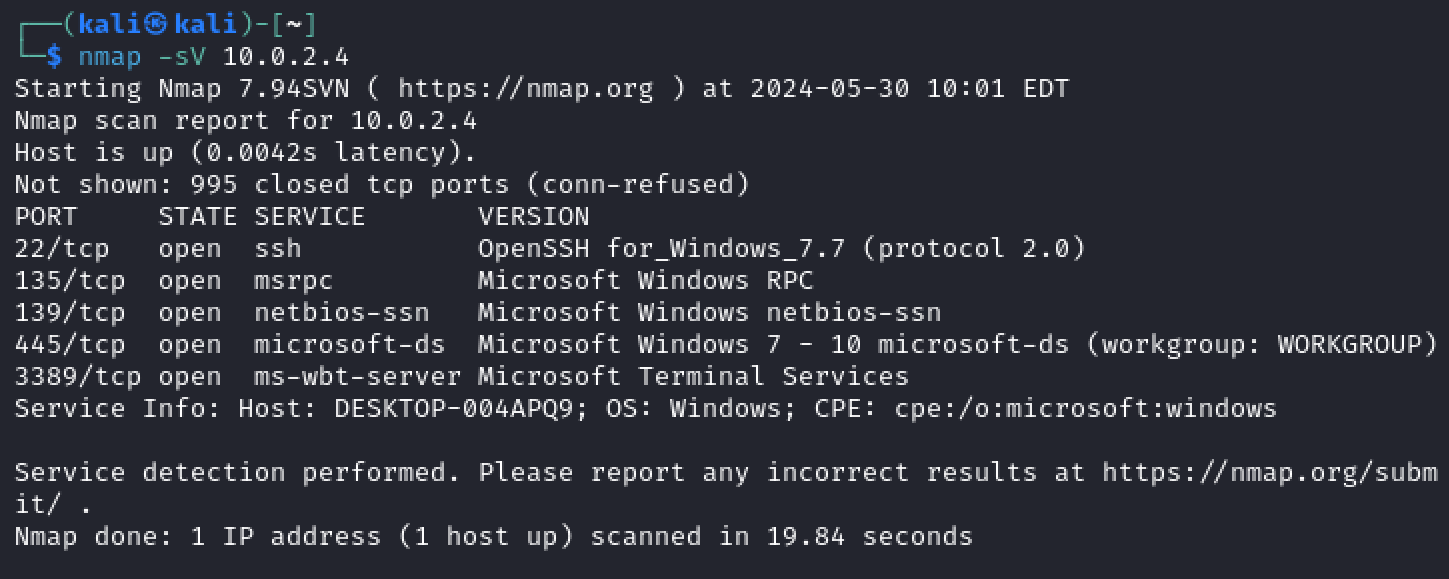 ┌──(kali㉿kali)-[~]
└─$ nmap -sV 10.0.2.4
Starting Nmap 7.94SVN ( https://nmap.org ) at 2024-05-30 10:01 EDT
Nmap scan report for 10.0.2.4
Host is up (0.0042s latency).
Not shown: 995 closed tcp ports (conn-refused)
PORT     STATE SERVICE       VERSION
22/tcp   open  ssh           OpenSSH for_Windows_7.7 (protocol 2.0)
135/tcp  open  msrpc         Microsoft Windows RPC
139/tcp  open  netbios-ssn   Microsoft Windows netbios-ssn
445/tcp  open  microsoft-ds  Microsoft Windows 7 - 10 microsoft-ds (workgroup: WORKGROUP)
3389/tcp open  ms-wbt-server Microsoft Terminal Services
Service Info: Host: DESKTOP-004APQ9; OS: Windows; CPE: cpe:/o:microsoft:windows

Service detection performed. Please report any incorrect results at https://nmap.org/subm
it/ .
Nmap done: 1 IP address (1 host up) scanned in 19.84 seconds